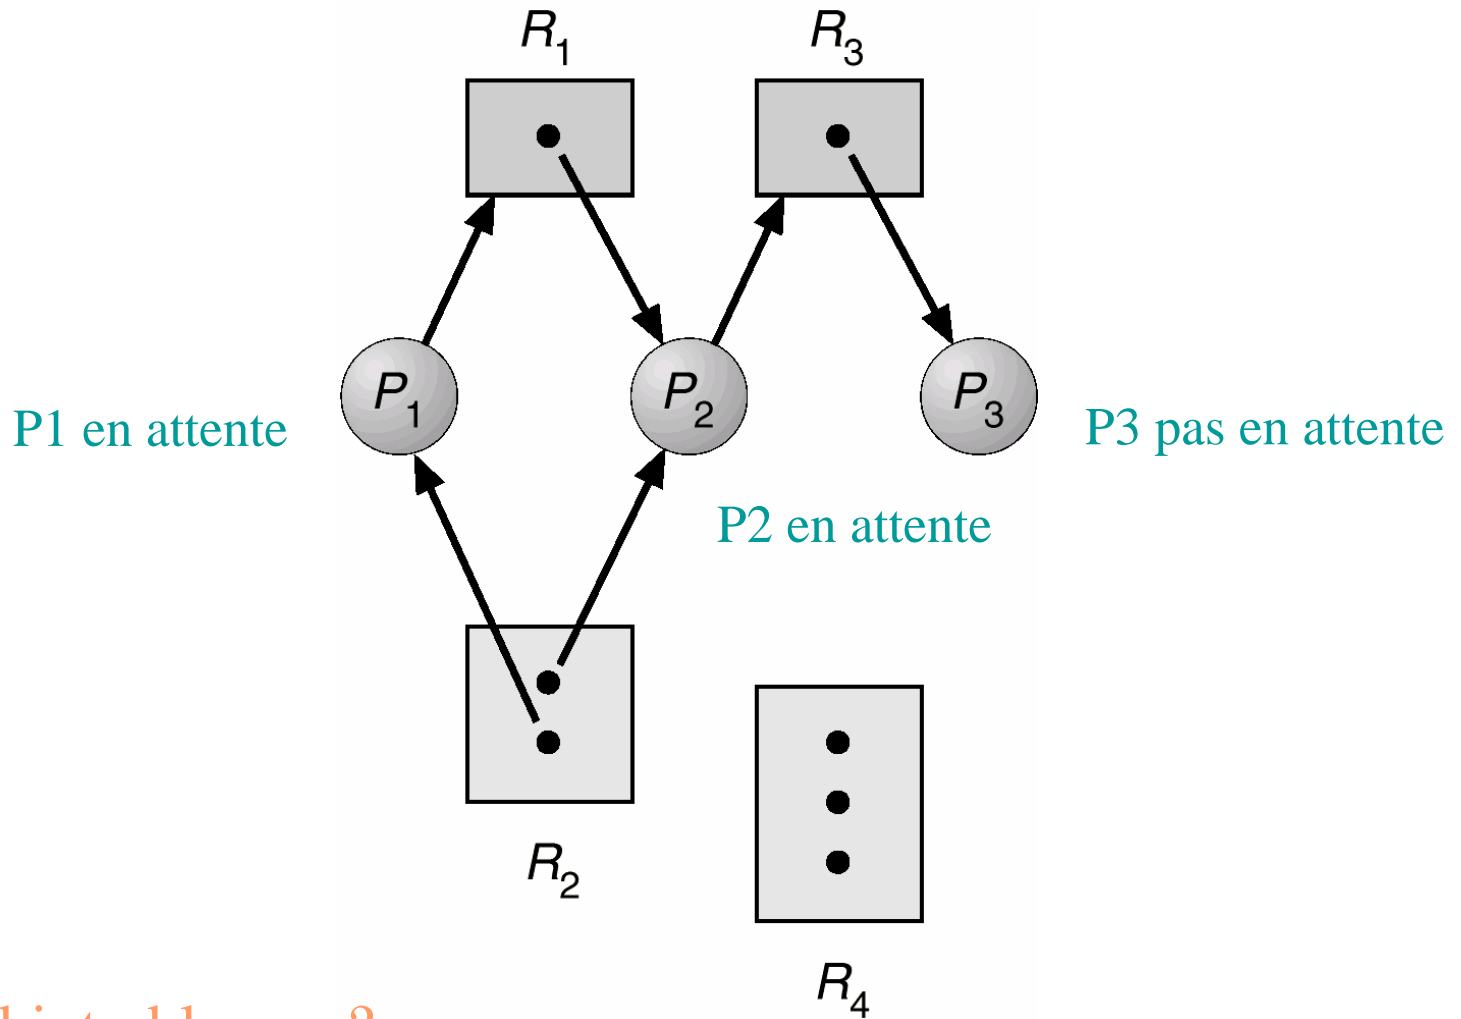 R1
R3
P1
P2
P3
P1 en attente
P3 pas en attente
P2 en attente
R2
R4